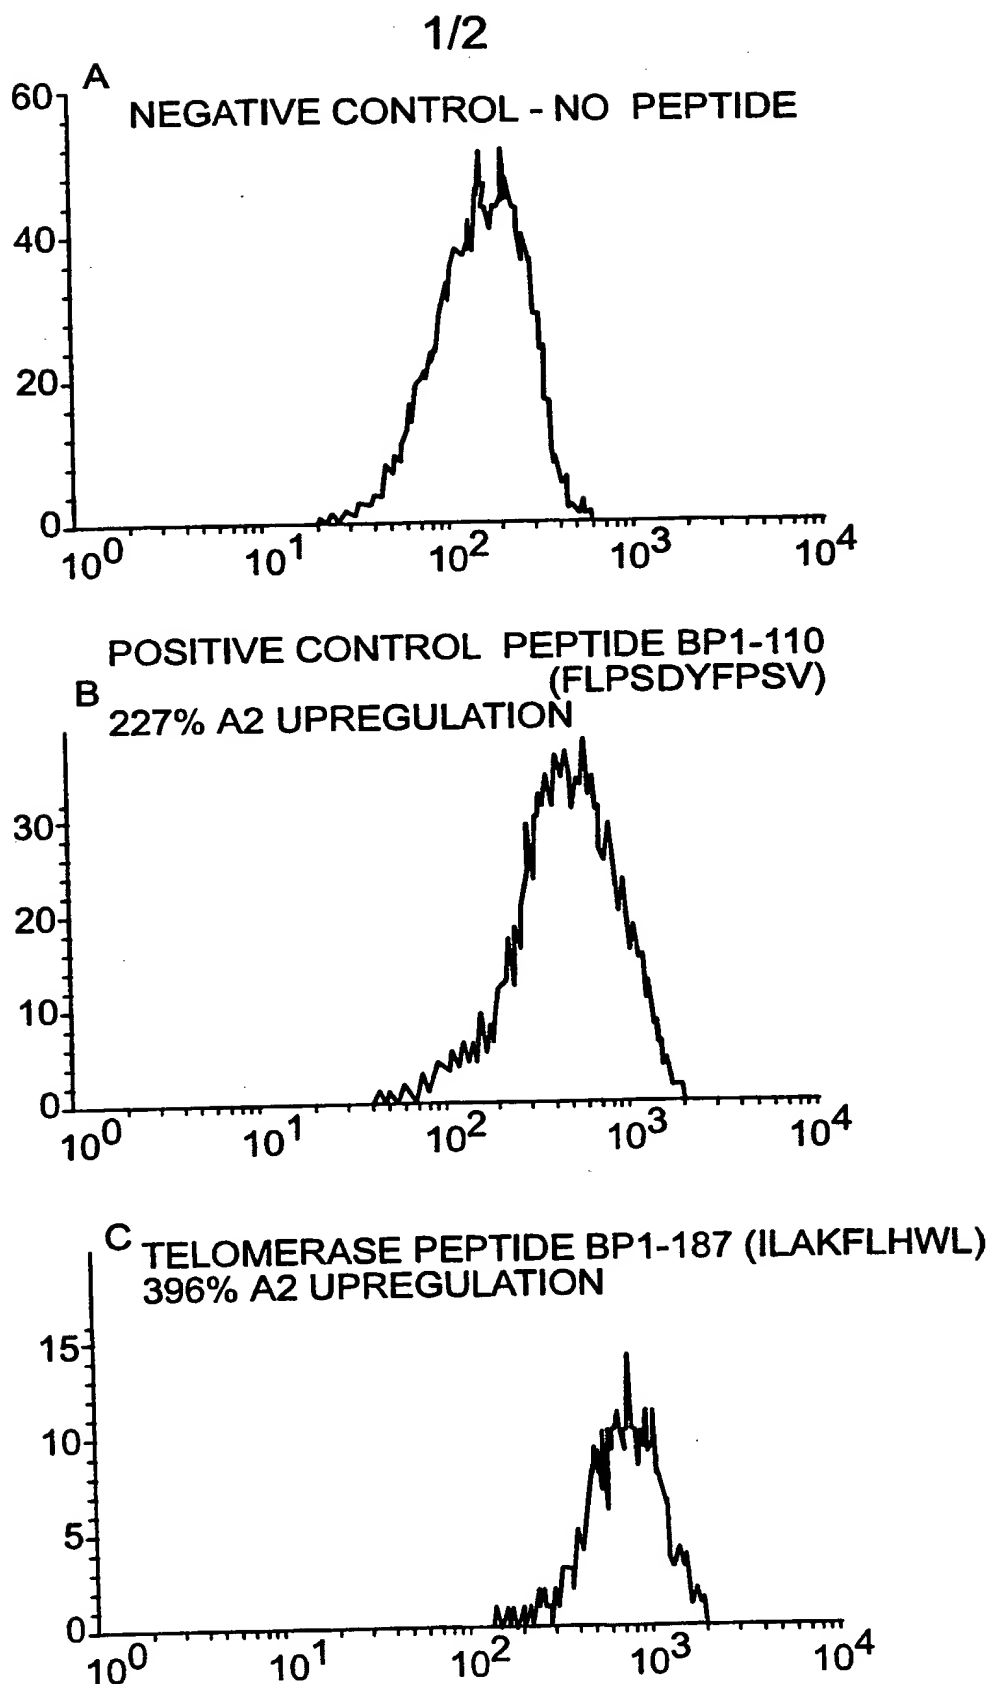 1/2
A
NEGATIVE CONTROL - NO PEPTIDE
60
40
20
0
10^0 10^1 10^2 10^3 10^4
POSITIVE CONTROL PEPTIDE BP1-110
(FLPSDYFPSV)
B
227% A2 UPREGULATION
30
20
10
0
10^0 10^1 10^2 10^3 10^4
C TELOMERASE PEPTIDE BP1-187 (ILAKFLHWL)
396% A2 UPREGULATION
15
10
5
0
10^0 10^1 10^2 10^3 10^4